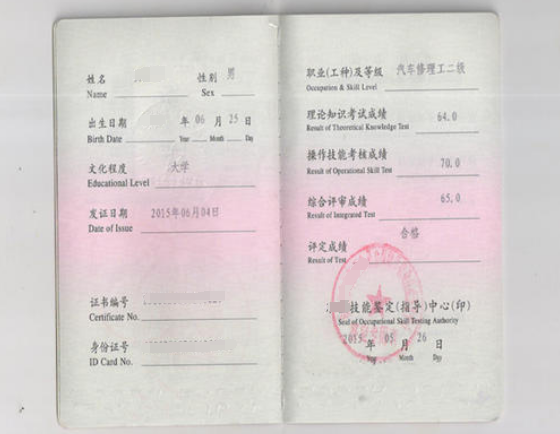 姓名 性别 男
Name Sex
出生日期 年 06 月 25 日
Birth Date Year Month Day
文化程度 大学
Educational Level
发证日期 2015年06月04日
Date of Issue
证书编号
Certificate No.
身份证号
ID Card No.
职业(工种)及等级 汽车修理工二级
Occupation & Skill Level
理论知识考试成绩 64.0
Result of Theoretical Knowledge Test
操作技能考核成绩 70.0
Result of Operational Skill Test
综合评审成绩 65.0
Result of Integrated Test
评定成绩 合格
Result of Test
技能鉴定(指导)中心(印)
Seal of Occupational Skill Testing Authority
2015 年 05 月 26 日
Year Month Day